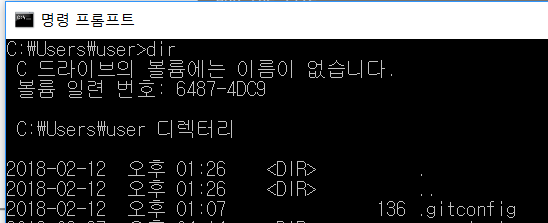 명령 프롬프트
C:\Users\user>dir
C 드라이브의 볼륨에는 이름이 없습니다.
볼륨 일련 번호: 6487-4DC9
C:\Users\user 디렉터리
2018-02-12 오후 01:26 <DIR> .
2018-02-12 오후 01:26 <DIR> ..
2018-02-12 오후 01:07 136 .gitconfig